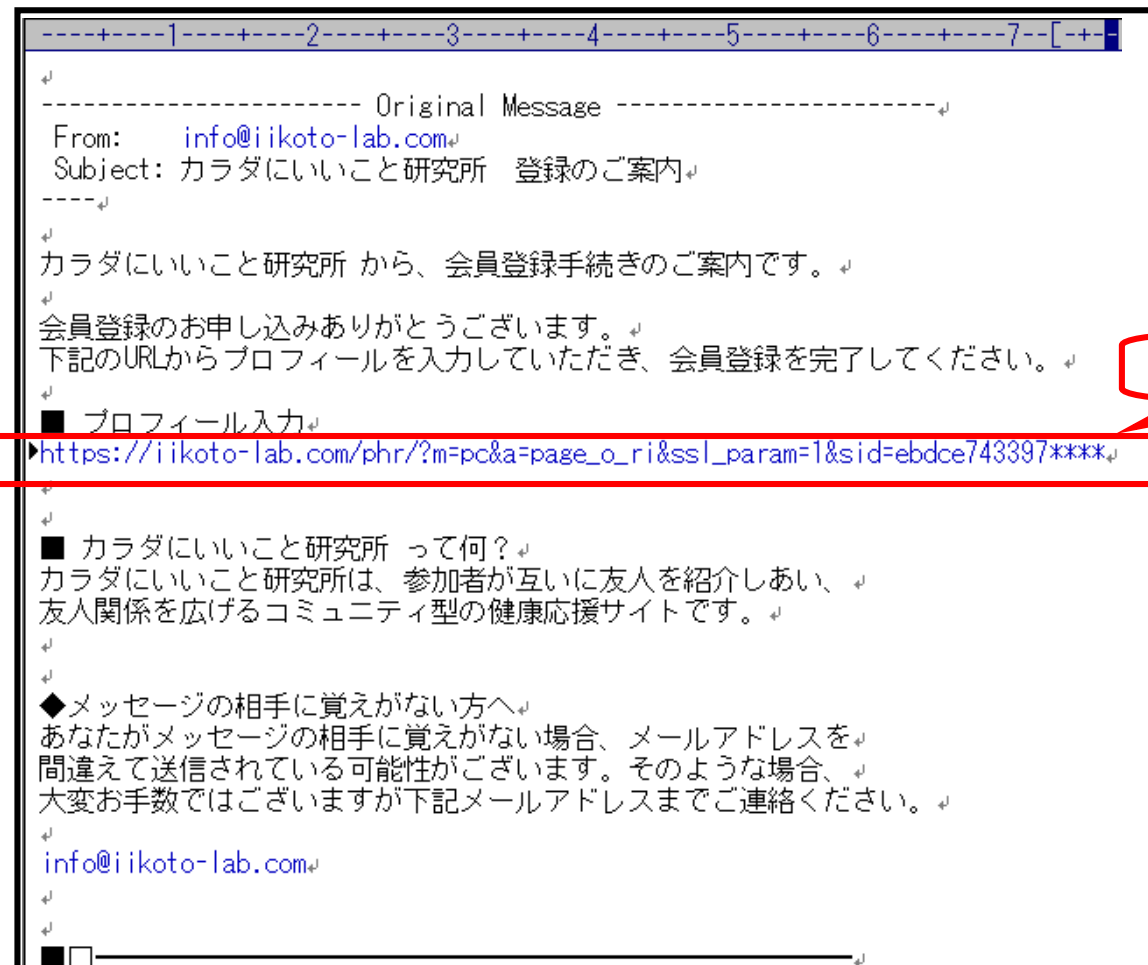 ----+----1----+----2----+----3----+----4----+----5----+----6----+----7--[-+--
----------------------- Original Message -----------------------
From: info@iikoto-lab.com
Subject: カラダにいいこと研究所　登録のご案内
----
カラダにいいこと研究所 から、会員登録手続きのご案内です。
会員登録のお申し込みありがとうございます。
下記のURLからプロフィールを入力していただき、会員登録を完了してください。
■ プロフィール入力
https://iikoto-lab.com/phr/?m=pc&a=page_o_ri&ssl_param=1&sid=ebdce743397****
■ カラダにいいこと研究所 って何？
カラダにいいこと研究所は、参加者が互いに友人を紹介しあい、
友人関係を広げるコミュニティ型の健康応援サイトです。
◆メッセージの相手に覚えがない方へ
あなたがメッセージの相手に覚えがない場合、メールアドレスを
間違えて送信されている可能性がございます。そのような場合、
大変お手数ではございますが下記メールアドレスまでご連絡ください。
info@iikoto-lab.com
■□━━━━━━━━━━━━━━━━━━━━━━━━━━━